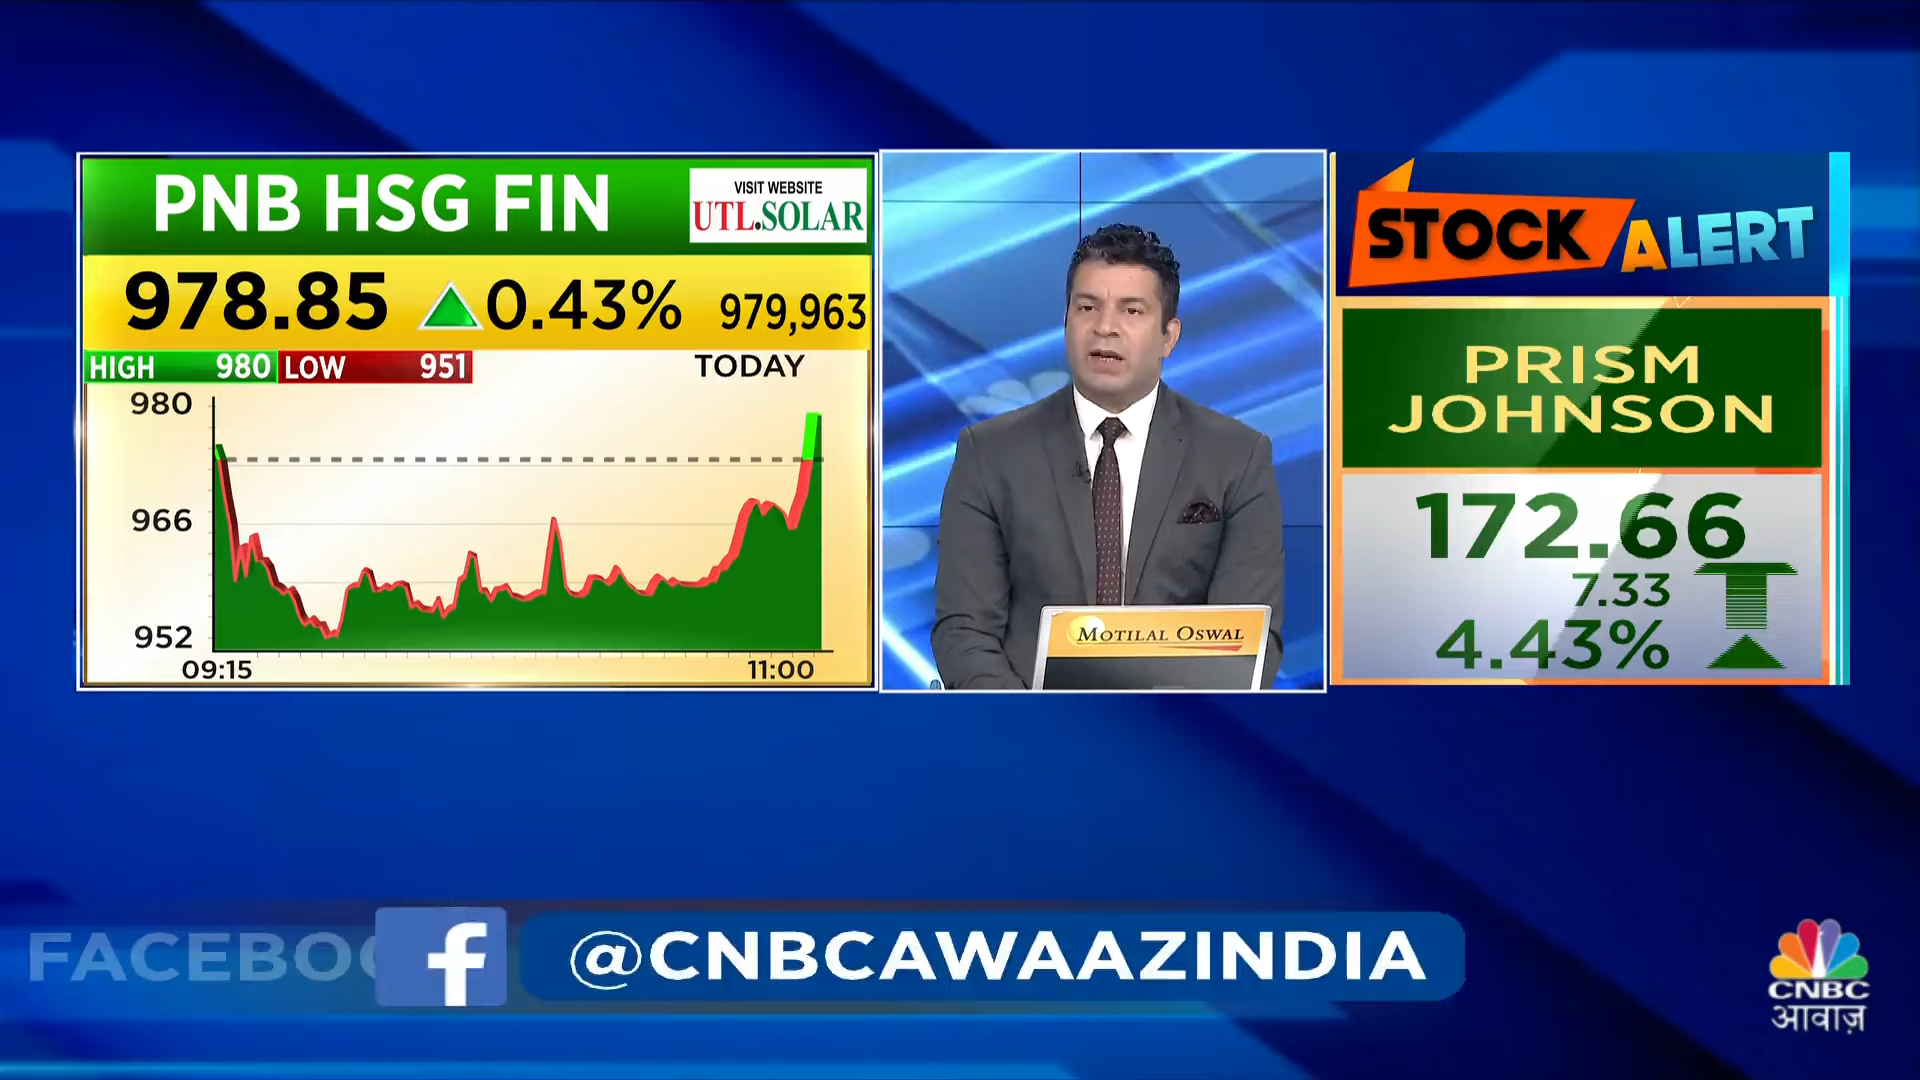 PNB HSG FIN
VISIT WEBSITE
UTL.SOLAR
978.85 0.43% 979,963
HIGH 980 LOW 951
TODAY
980
966
952
09:15 11:00
MOTILAL OSWAL
STOCK ALERT
PRISM
JOHNSON
172.66
7.33
4.43%
FACEBOO
f
@CNBCAWAAZINDIA
CNBC
आवाज़